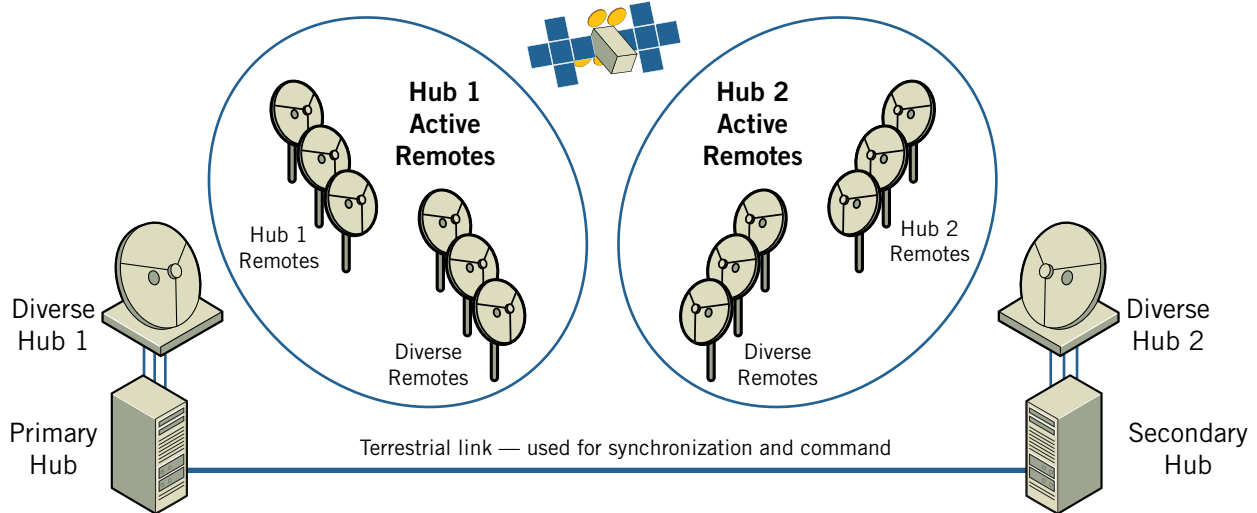 Hub 1
Active
Remotes
Hub 2
Active
Remotes
Hub 1
Remotes
Hub 2
Remotes
Diverse
Hub 1
Diverse
Remotes
Diverse
Remotes
Diverse
Hub 2
Primary
Hub
Terrestrial link — used for synchronization and command
Secondary
Hub